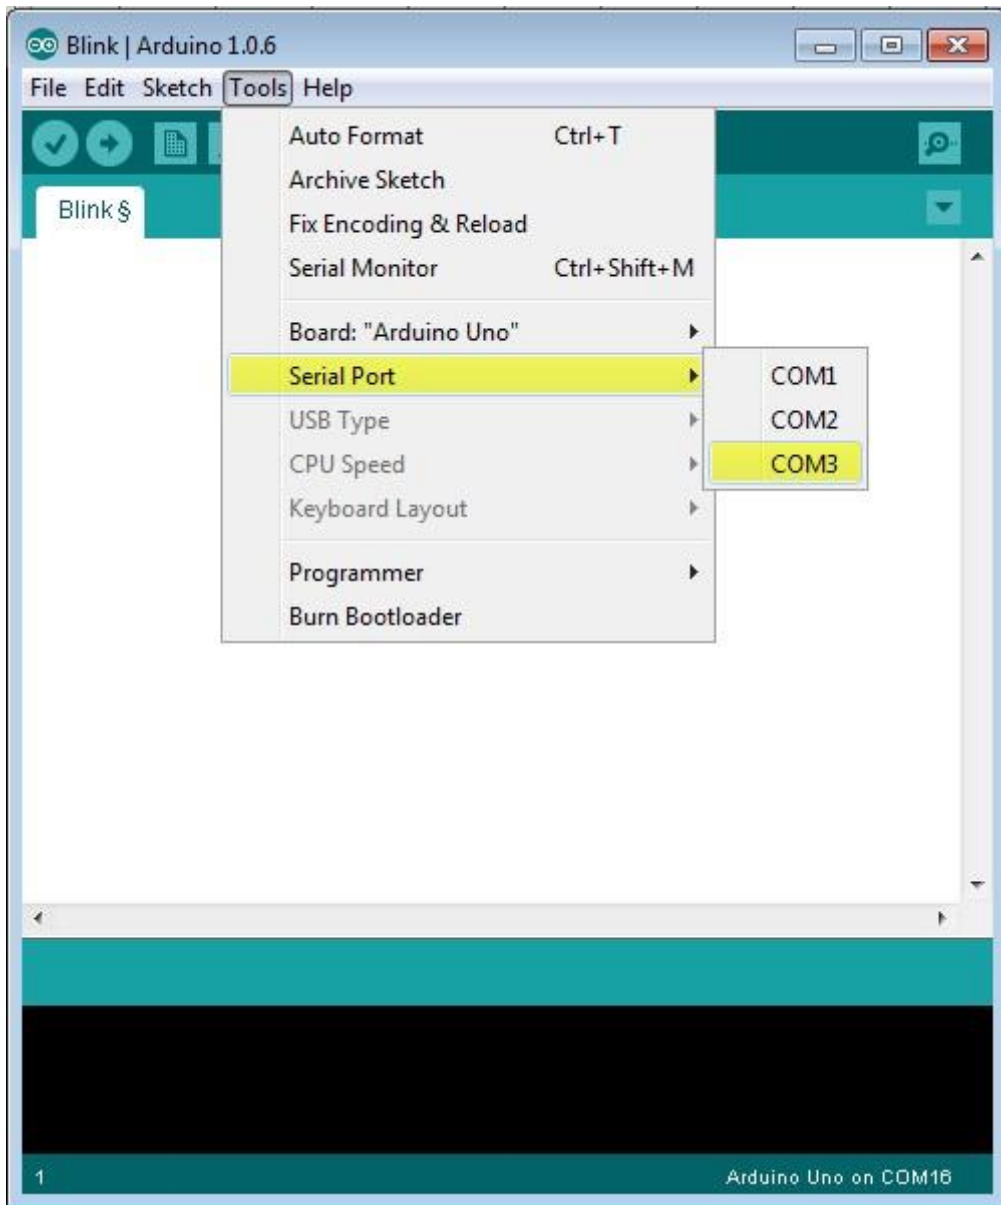 Blink | Arduino 1.0.6
File Edit Sketch Tools Help
Auto Format Ctrl+T
Archive Sketch
Blink §
Fix Encoding & Reload
Serial Monitor Ctrl+Shift+M
Board: "Arduino Uno"
Serial Port
COM1
USB Type
COM2
CPU Speed
COM3
Keyboard Layout
Programmer
Burn Bootloader
1 Arduino Uno on COM16